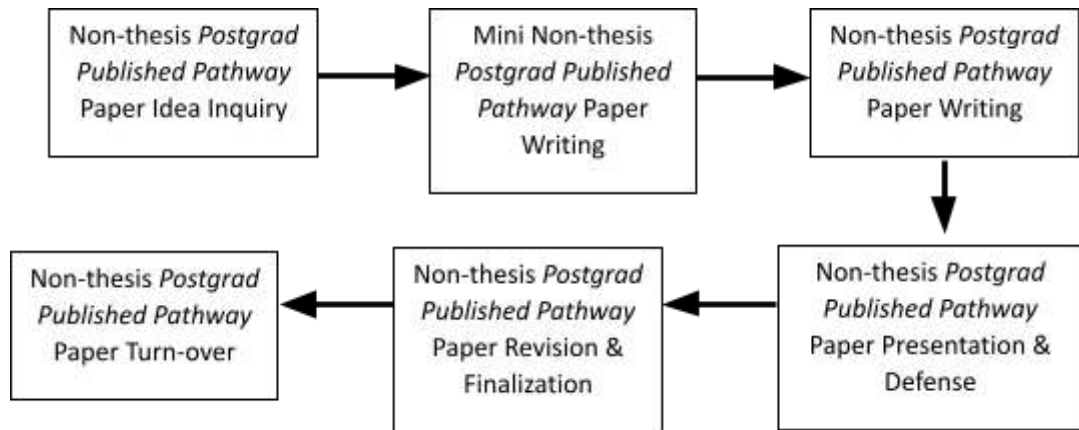 Non-thesis Postgrad
Published Pathway
Paper Idea Inquiry
Mini Non-thesis
Postgrad Published
Pathway Paper
Writing
Non-thesis Postgrad
Published Pathway
Paper Writing
Non-thesis Postgrad
Published Pathway
Paper Presentation &
Defense
Non-thesis Postgrad
Published Pathway
Paper Revision &
Finalization
Non-thesis Postgrad
Published Pathway
Paper Turn-over